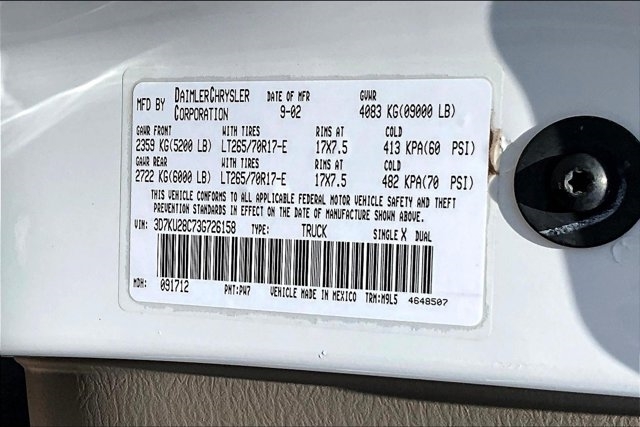 MFD BY DAIMLERCHRYSLER CORPORATION DATE OF MFR 9-02 GVWR 4083 KG(09000 LB)
GAWR FRONT WITH TIRES RIMS AT COLD
2359 KG(5200 LB) LT265/70R17-E 17X7.5 413 KPA(60 PSI)
GAWR REAR WITH TIRES RIMS AT COLD
2722 KG(6000 LB) LT265/70R17-E 17X7.5 482 KPA(70 PSI)
THIS VEHICLE CONFORMS TO ALL APPLICABLE FEDERAL MOTOR VEHICLE SAFETY AND THEFT
PREVENTION STANDARDS IN EFFECT ON THE DATE OF MANUFACTURE SHOWN ABOVE.
VIN: 3D7KU28C73G726158 TYPE: TRUCK SINGLE X DUAL
MDH: 091712 PNT:PW7 VEHICLE MADE IN MEXICO TRM:M9L5 4648507